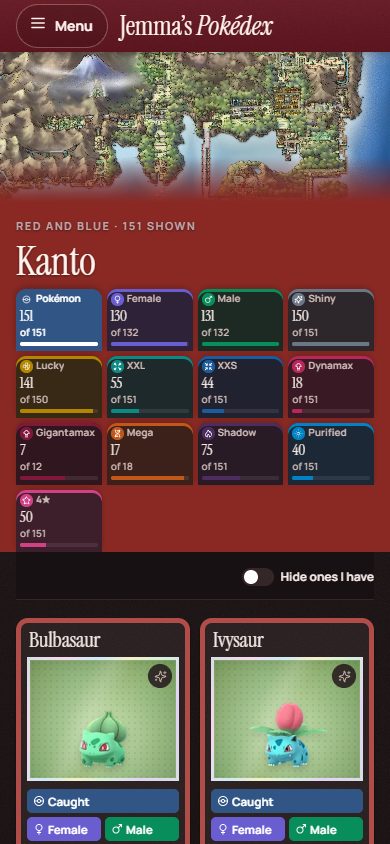 Menu
Jemma's Pokédex
RED AND BLUE · 151 SHOWN
Kanto
Pokémon
151
of 151
Female
130
of 132
Male
131
of 132
Shiny
150
of 151
Lucky
141
of 150
XXL
55
of 151
XXS
44
of 151
Dynamax
18
of 151
Gigantamax
7
of 12
Mega
17
of 18
Shadow
75
of 151
Purified
40
of 151
4★
50
of 151
Hide ones I have
Bulbasaur
Ivysaur
Caught
Caught
Female
Male
Female
Male